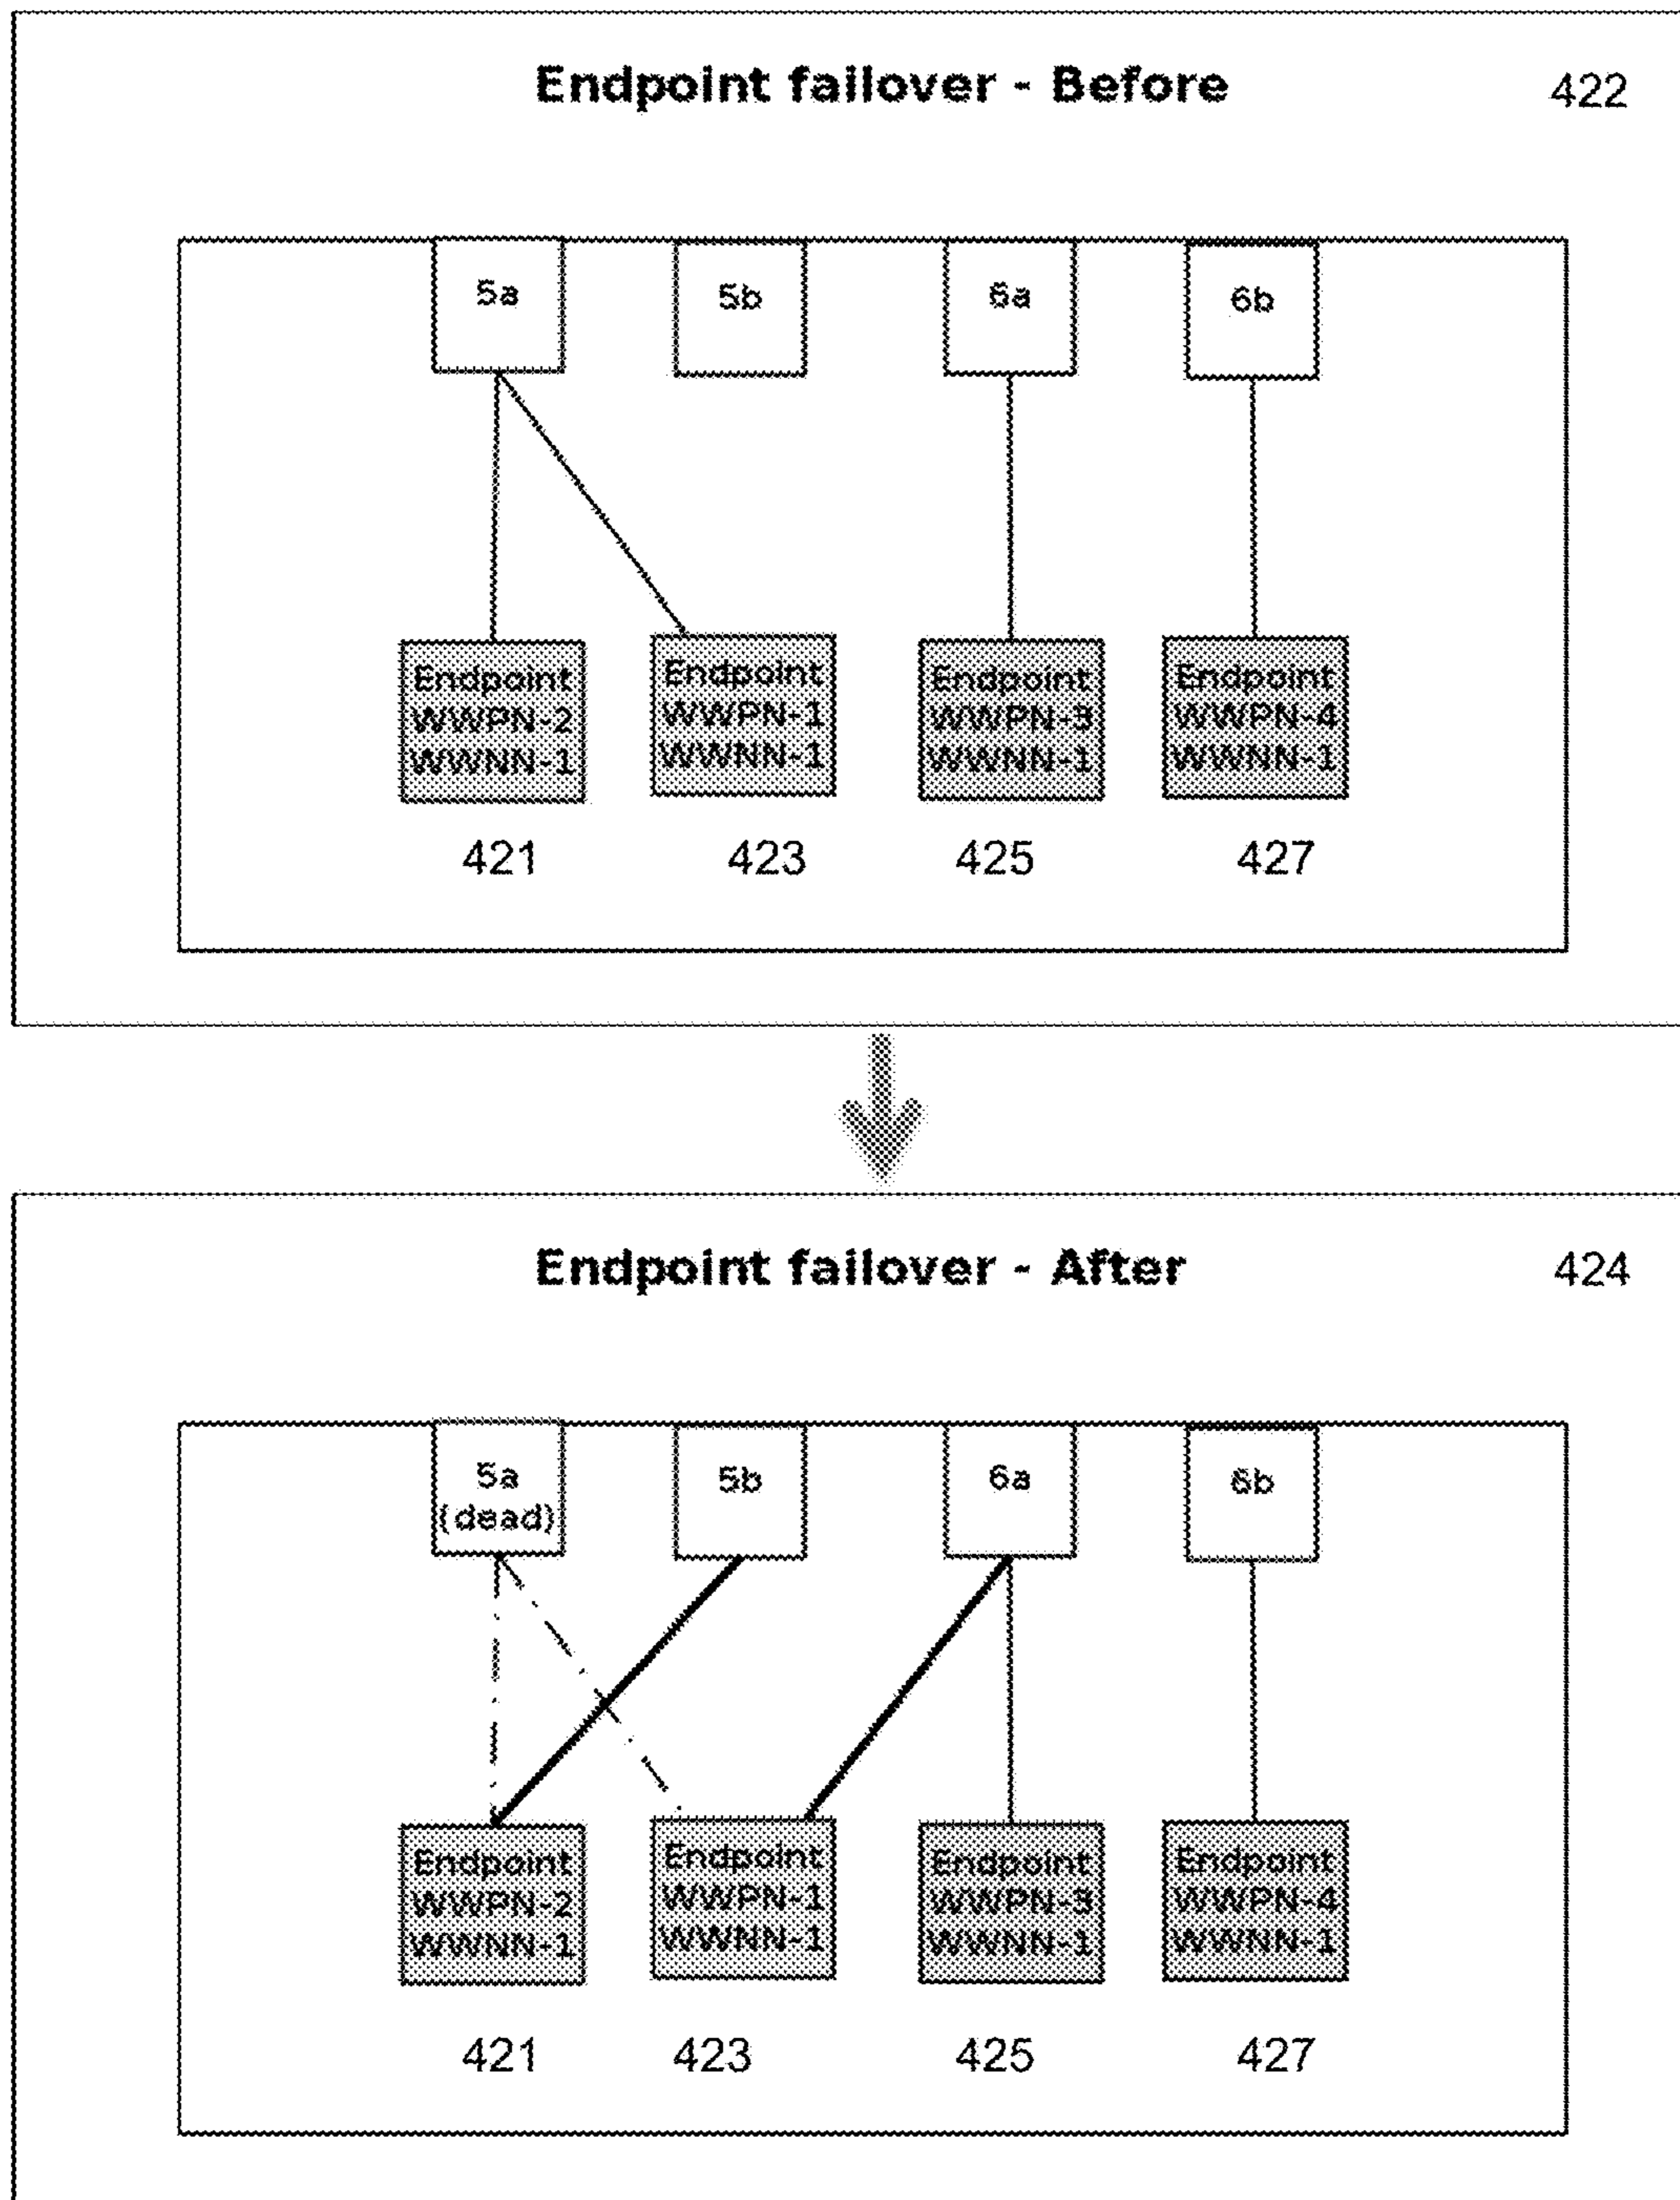 Endpoint failover - Before
422
5a
5b
6a
6b
Endpoint
WWPN-2
WWNN-1
Endpoint
WWPN-1
WWNN-1
Endpoint
WWPN-3
WWNN-1
Endpoint
WWPN-4
WWNN-1
421
423
425
427
Endpoint failover - After
424
5a
(dead)
5b
6a
6b
Endpoint
WWPN-2
WWNN-1
Endpoint
WWPN-1
WWNN-1
Endpoint
WWPN-3
WWNN-1
Endpoint
WWPN-4
WWNN-1
421
423
425
427